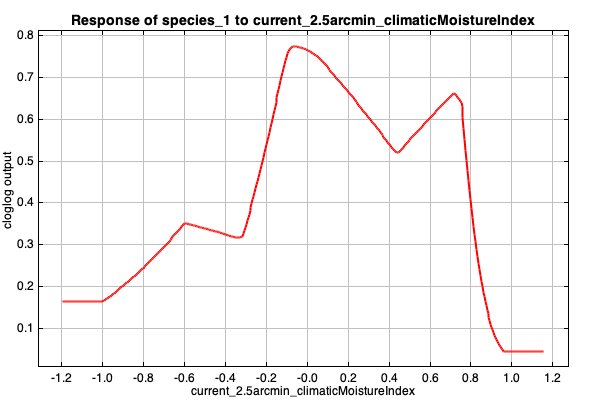 Response of species_1 to current_2.5arcmin_climaticMoistureIndex
0.8
0.7
0.6
0.5
0.4
0.3
0.2
0.1
cloglog output
-1.2 -1.0 -0.8 -0.6 -0.4 -0.2 -0.0 0.2 0.4 0.6 0.8 1.0 1.2
current_2.5arcmin_climaticMoistureIndex